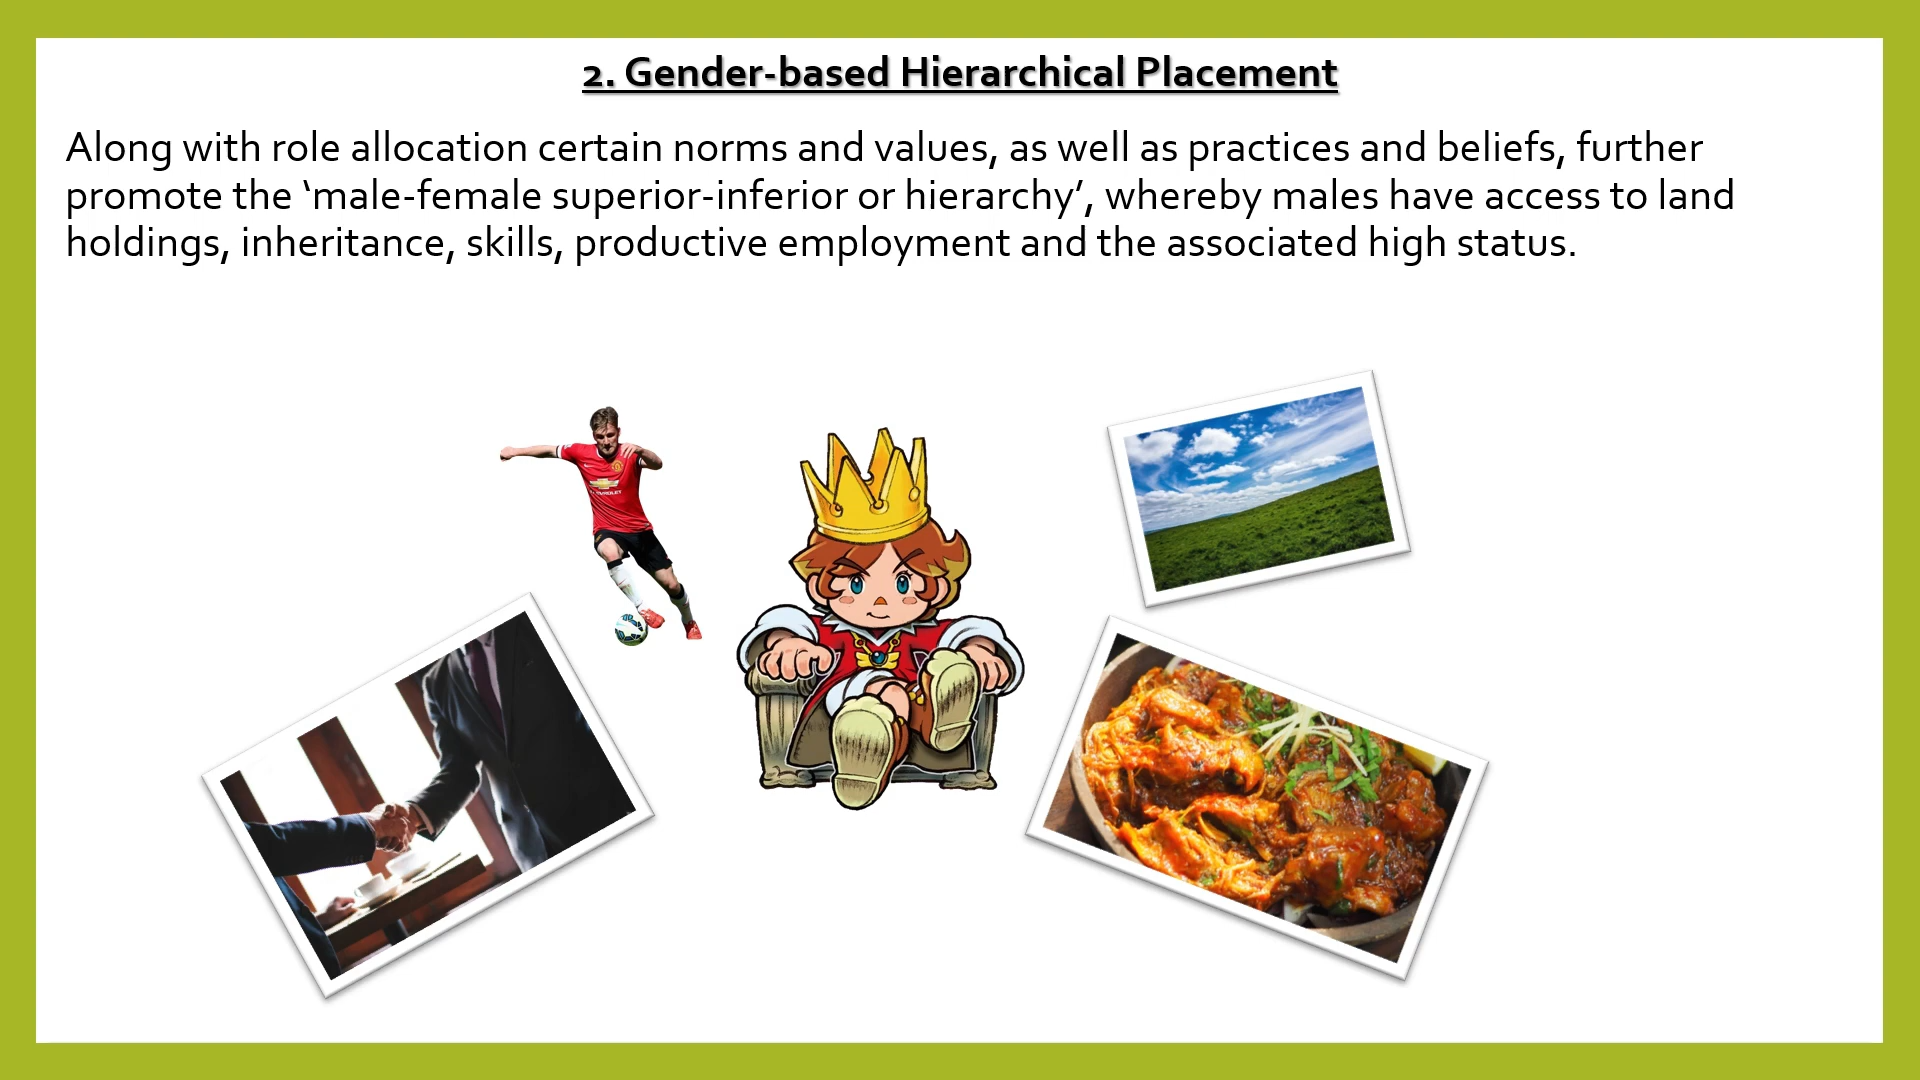 2. Gender-based Hierarchical Placement
Along with role allocation certain norms and values, as well as practices and beliefs, further
promote the ‘male-female superior-inferior or hierarchy’, whereby males have access to land
holdings, inheritance, skills, productive employment and the associated high status.